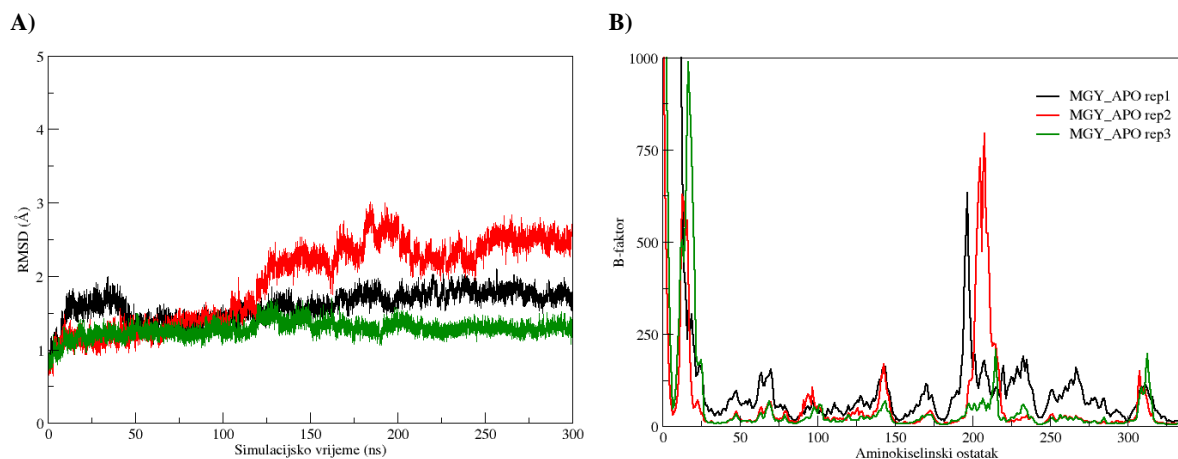 A)
5
4
3
2
1
0
RMSD (Å)
0 50 100 150 200 250 300
Simulacijsko vrijeme (ns)
B)
1000
750
500
250
0
B-faktor
MGY_APO rep1
MGY_APO rep2
MGY_APO rep3
0 50 100 150 200 250 300
Aminokiselinski ostatak